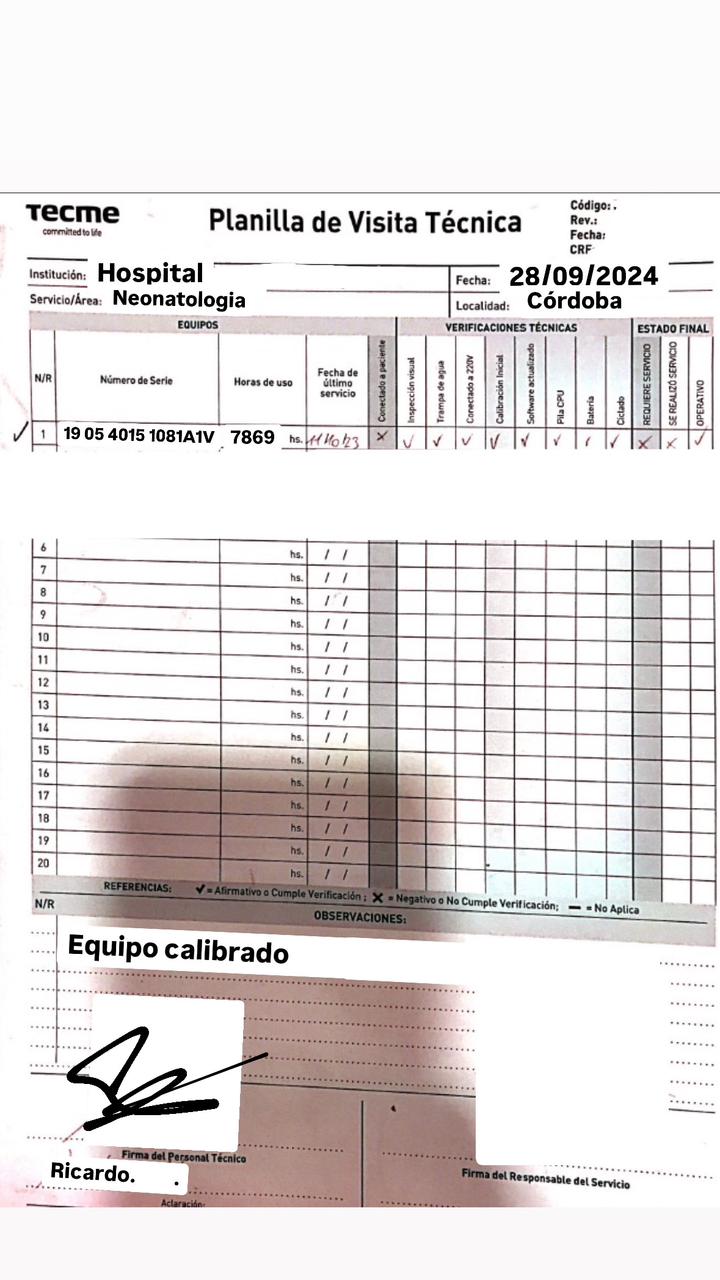 Tecme
committed to life
Planilla de Visita Técnica
Código: .
Rev.:
Fecha:
CRF
Institución: Hospital
Fecha: 28/09/2024
Servicio/Área: Neonatologia
Localidad: Córdoba
EQUIPOS VERIFICACIONES TÉCNICAS ESTADO FINAL
N/R Número de Serie Horas de uso Fecha de último servicio Conectado a paciente Inspección visual Trampa de agua Conectado a 220V Calibración Inicial Software actualizado Pila CPU Batería Ciclado REQUIERE SERVICIO SE REALIZÓ SERVICIO OPERATIVO
✓ 1 19 05 4015 1081A1V 7869 hs. 11/10/23 X ✓ ✓ ✓ ✓ ✓ ✓ ✓ ✓ X X ✓
6 hs. / /
7 hs. / /
8 hs. / /
9 hs. / /
10 hs. / /
11 hs. / /
12 hs. / /
13 hs. / /
14 hs. / /
15 hs. / /
16 hs. / /
17 hs. / /
18 hs. / /
19 hs. / /
20 hs. / /
REFERENCIAS: ✓ = Afirmativo o Cumple Verificación; X = Negativo o No Cumple Verificación; — = No Aplica
N/R OBSERVACIONES:
Equipo calibrado
Firma del Personal Técnico
Firma del Responsable del Servicio
Ricardo. .
Aclaración: